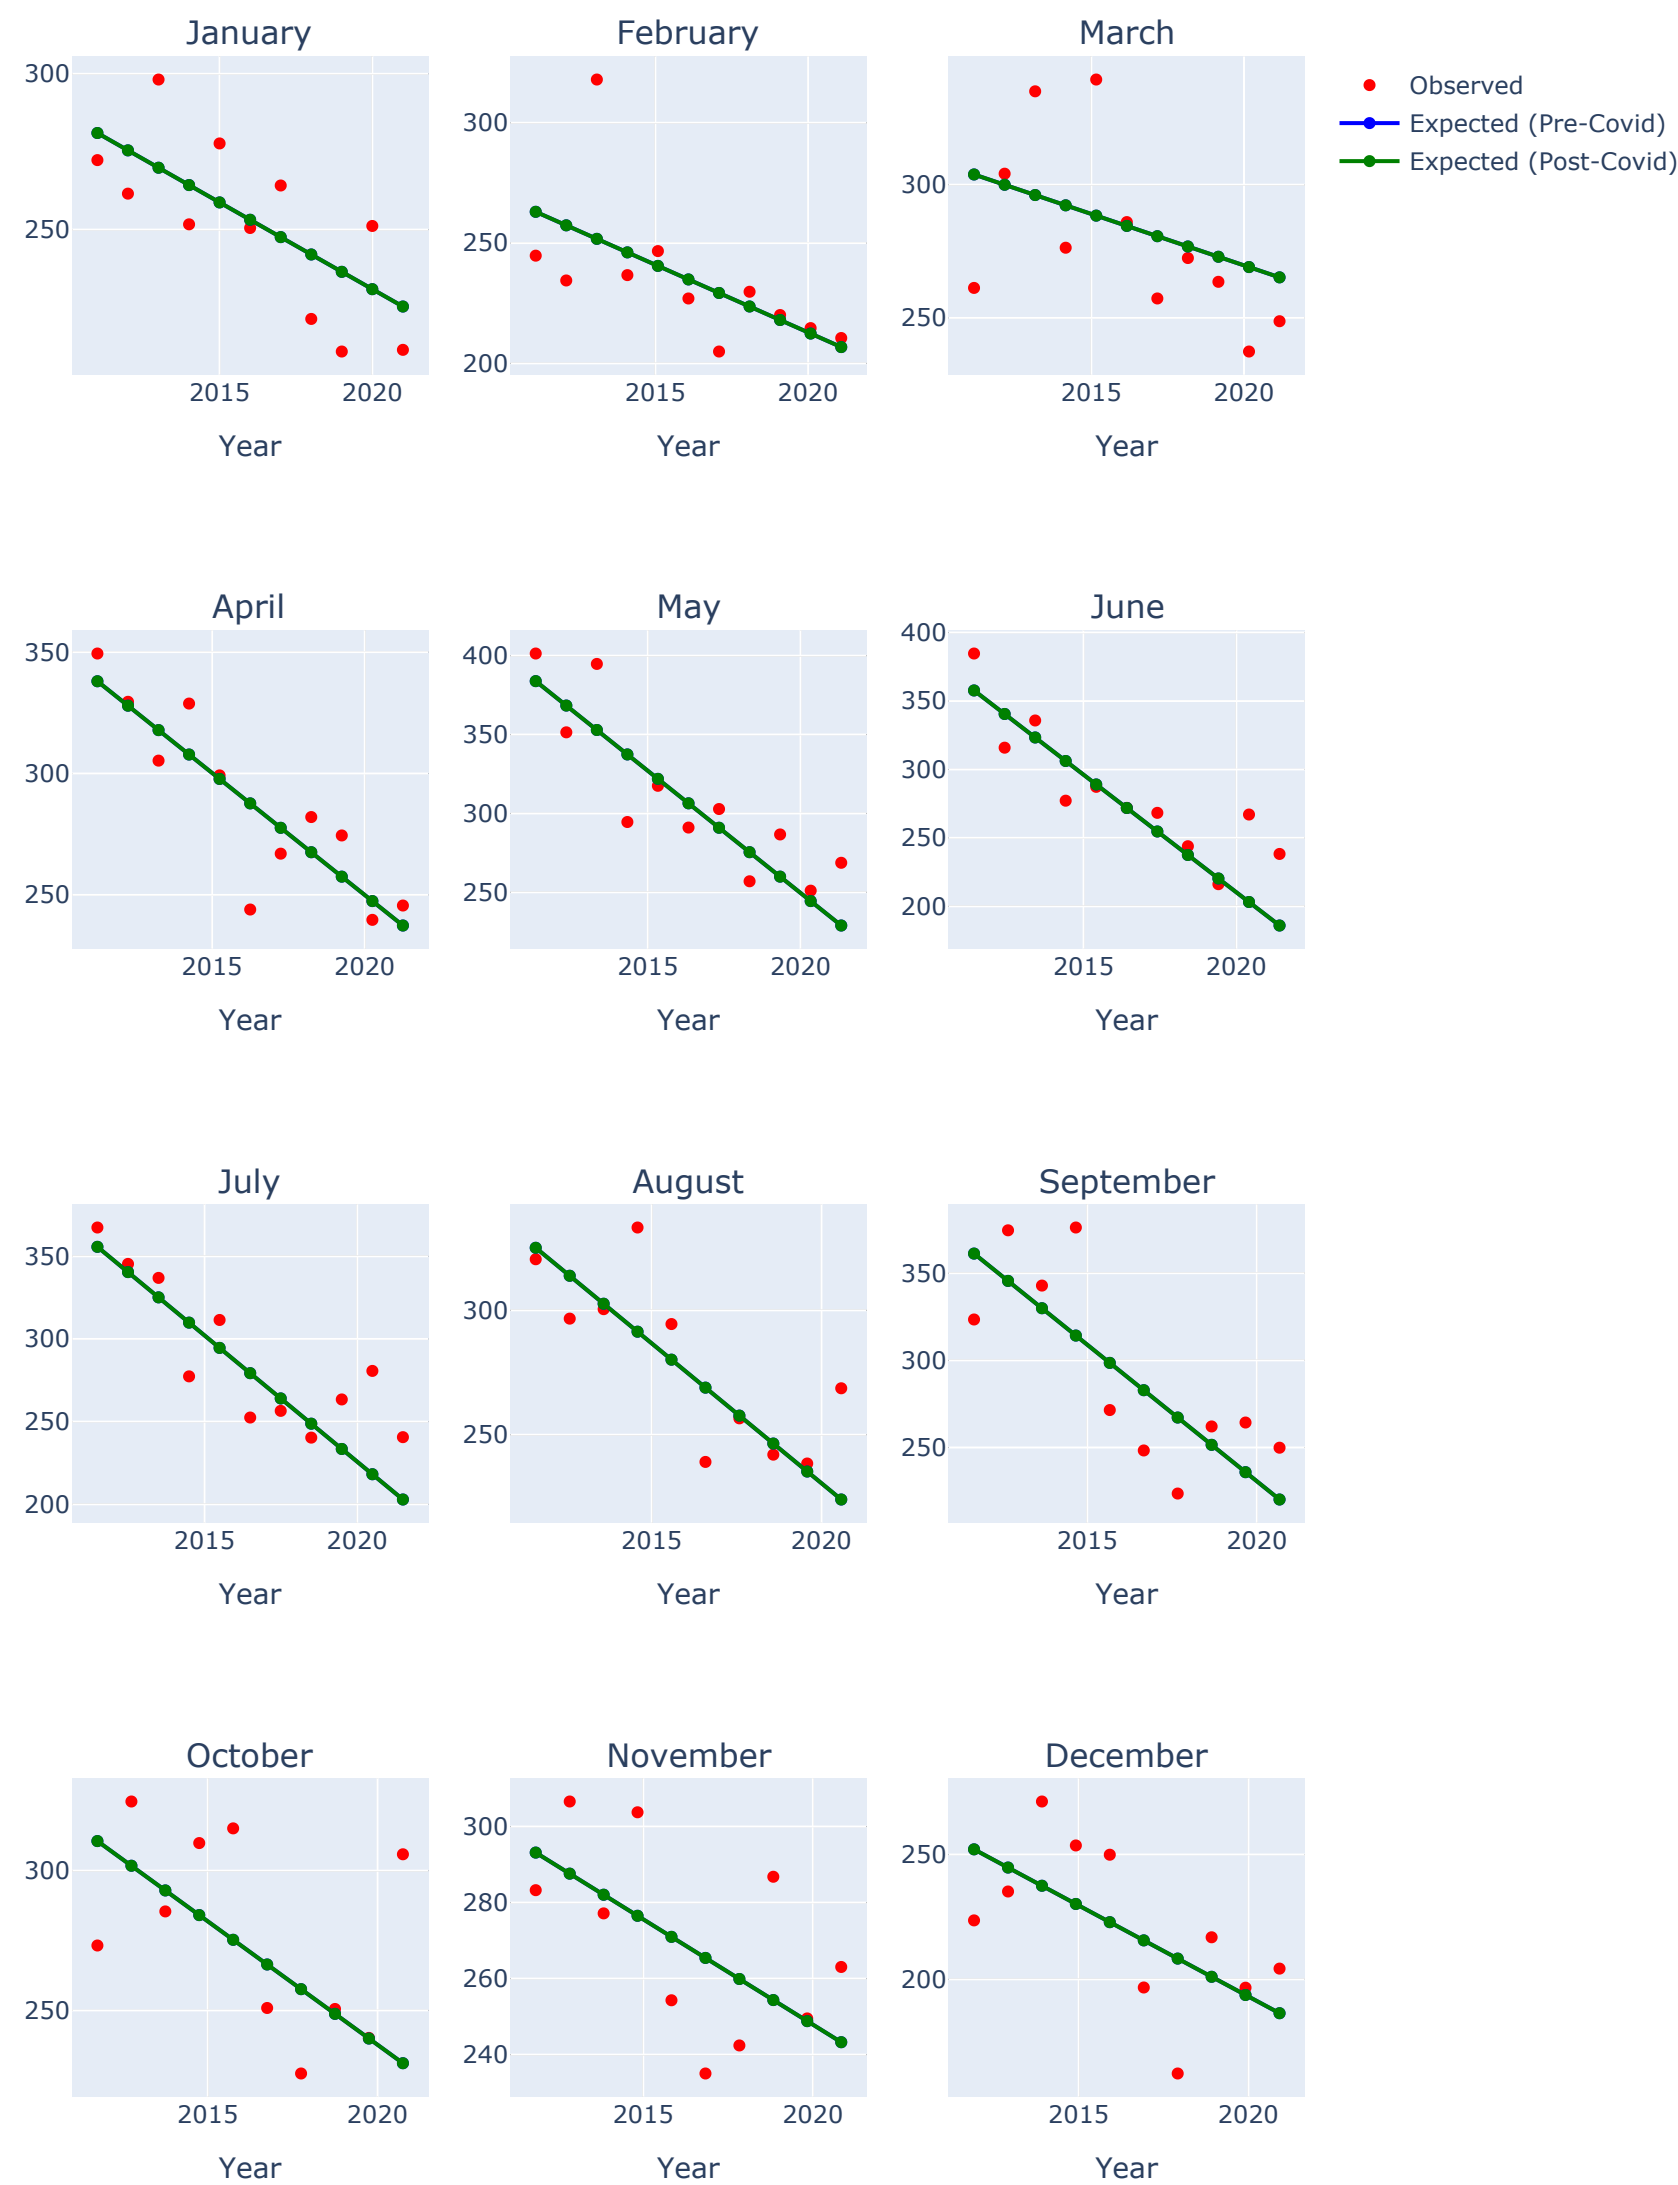 January
February
March
300
250
2015
2020
Year
300
250
200
2015
2020
Year
300
250
2015
2020
Year
Observed
Expected (Pre-Covid)
Expected (Post-Covid)
April
May
June
350
300
250
2015
2020
Year
400
350
300
250
2015
2020
Year
400
350
300
250
200
2015
2020
Year
July
August
September
350
300
250
200
2015
2020
Year
300
250
2015
2020
Year
350
300
250
2015
2020
Year
October
November
December
300
250
2015
2020
Year
300
280
260
240
2015
2020
Year
250
200
2015
2020
Year